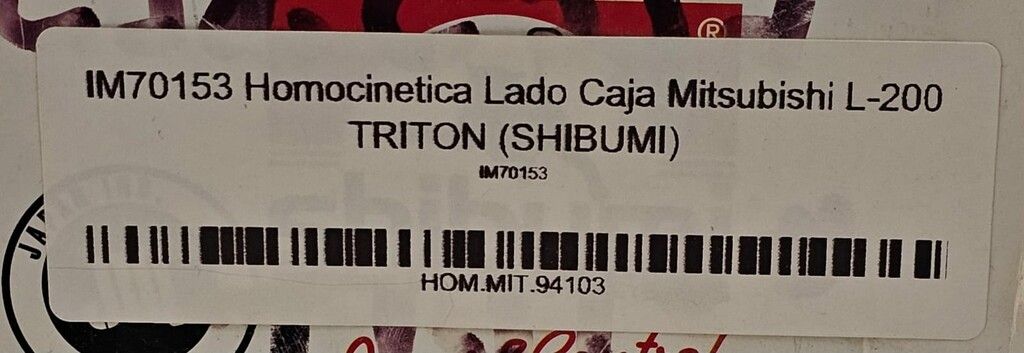 ®
IM70153 Homocinetica Lado Caja Mitsubishi L-200
TRITON (SHIBUMI)
IM70153
HOM.MIT.94103